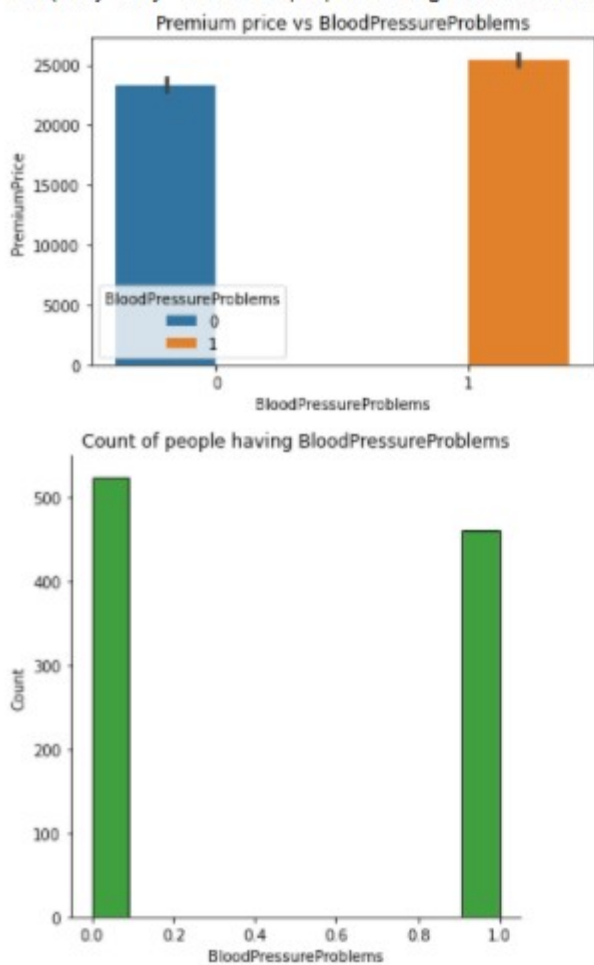 Premium price vs BloodPressureProblems
25000
20000
15000
10000
5000
0
PremiumPrice
BloodPressureProblems
0
1
0 1
BloodPressureProblems
Count of people having BloodPressureProblems
500
400
300
200
100
0
Count
0.0 0.2 0.4 0.6 0.8 1.0
BloodPressureProblems